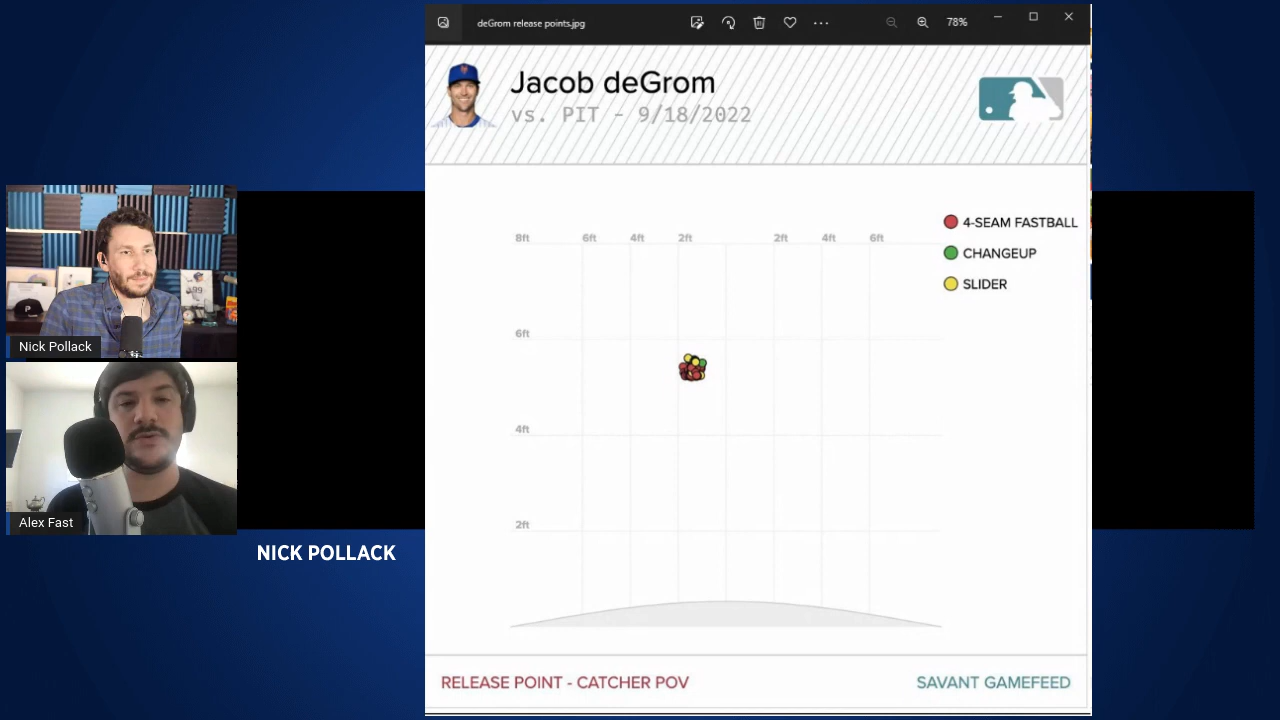 deGrom release points.jpg
78%
Jacob deGrom
vs. PIT - 9/18/2022
4-SEAM FASTBALL
CHANGEUP
SLIDER
8ft 6ft 4ft 2ft 2ft 4ft 6ft
6ft
4ft
2ft
RELEASE POINT - CATCHER POV
SAVANT GAMEFEED
99
P
Nick Pollack
Alex Fast
NICK POLLACK